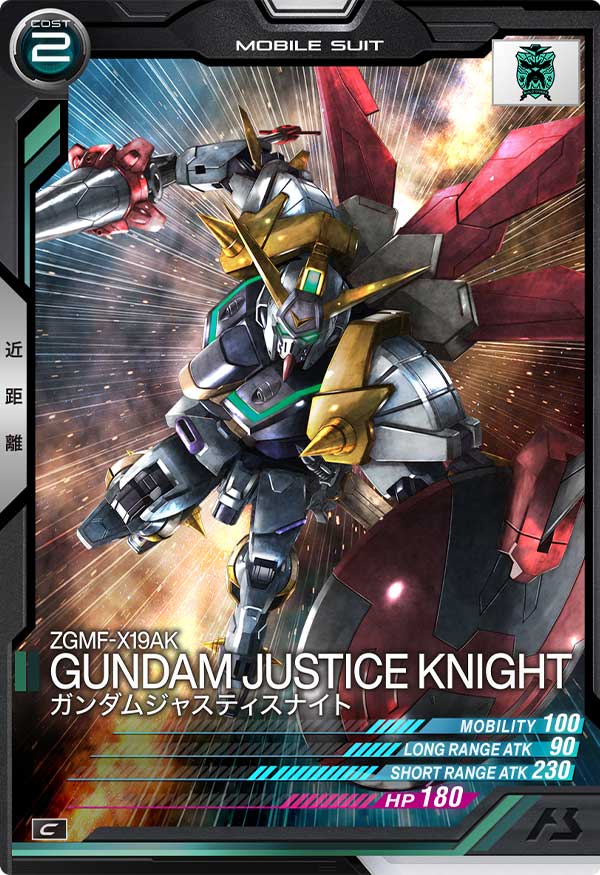 COST
2
MOBILE SUIT
近距離
ZGMF-X19AK
GUNDAM JUSTICE KNIGHT
ガンダムジャスティスナイト
MOBILITY 100
LONG RANGE ATK 90
SHORT RANGE ATK 230
HP 180
C